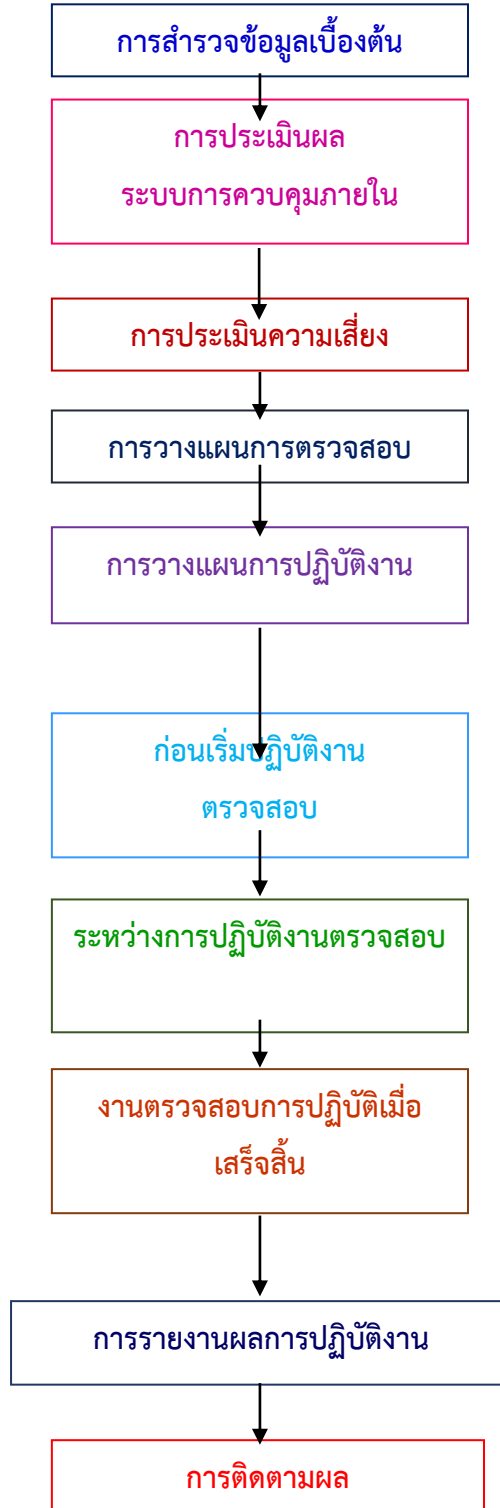 การสำรวจข้อมูลเบื้องต้น
การประเมินผล
ระบบการควบคุมภายใน
การประเมินความเสี่ยง
การวางแผนการตรวจสอบ
การวางแผนการปฏิบัติงาน
ก่อนเริ่มปฏิบัติงาน
ตรวจสอบ
ระหว่างการปฏิบัติงานตรวจสอบ
งานตรวจสอบการปฏิบัติเมื่อ
เสร็จสิ้น
การรายงานผลการปฏิบัติงาน
การติดตามผล